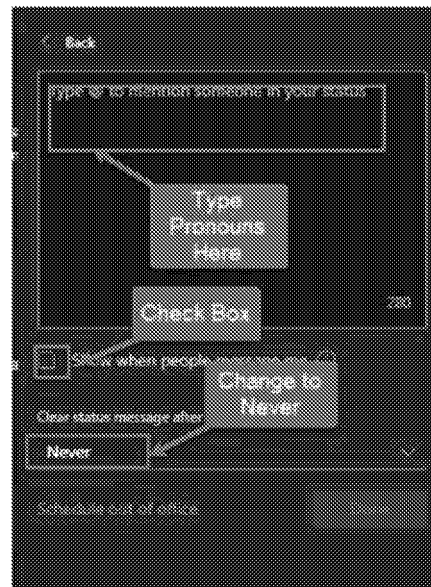 Back
Type @ to mention someone in your status
Type
Pronouns
Here
280
Check Box
Show when people message me
Change to
Never
Clear status message after
Never
Schedule out of office
Done